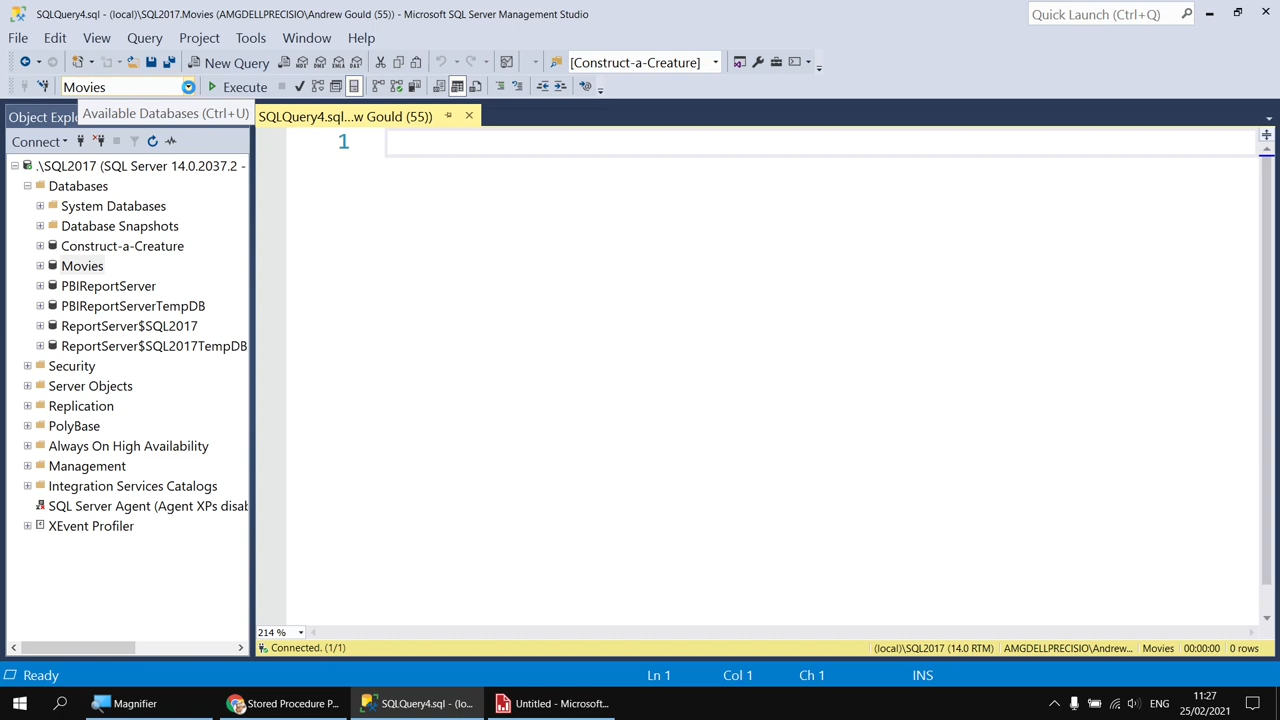 SQLQuery4.sql - (local)\SQL2017.Movies (AMGDELLPRECISIO\Andrew Gould (55)) - Microsoft SQL Server Management Studio
Quick Launch (Ctrl+Q)
File Edit View Query Project Tools Window Help
New Query
[Construct-a-Creature]
Movies
Execute
Object Explo
Available Databases (Ctrl+U)
SQLQuery4.sql...w Gould (55))
Connect
1
.\SQL2017 (SQL Server 14.0.2037.2 -
Databases
System Databases
Database Snapshots
Construct-a-Creature
Movies
PBIReportServer
PBIReportServerTempDB
ReportServer$SQL2017
ReportServer$SQL2017TempDB
Security
Server Objects
Replication
PolyBase
Always On High Availability
Management
Integration Services Catalogs
SQL Server Agent (Agent XPs disab
XEvent Profiler
214 %
Connected. (1/1)
(local)\SQL2017 (14.0 RTM) AMGDELLPRECISIO\Andrew... Movies 00:00:00 0 rows
Ready Ln 1 Col 1 Ch 1 INS
Magnifier
Stored Procedure P...
SQLQuery4.sql - (lo...
Untitled - Microsoft...
ENG
11:27
25/02/2021